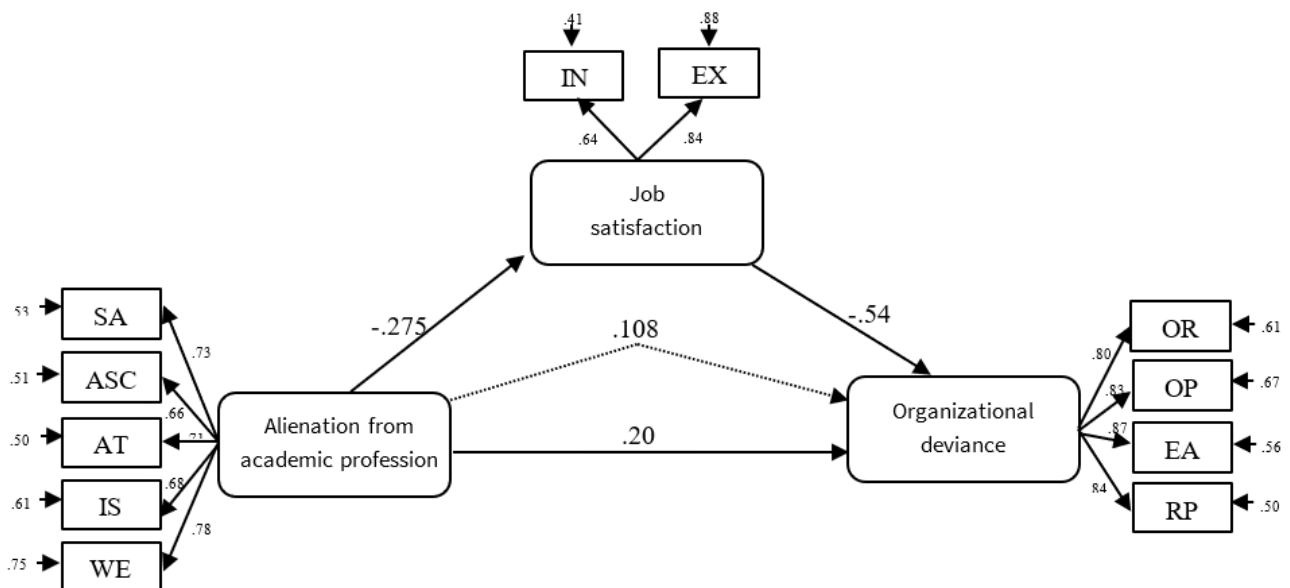 .41
.88
IN
EX
.64
.84
Job
satisfaction
-.275
.108
-.54
.53
SA
.73
.51
ASC
.66
.50
AT
.71
.61
IS
.68
.75
WE
.78
Alienation from
academic profession
.20
Organizational
deviance
.80
OR
.61
.83
OP
.67
.87
EA
.56
.84
RP
.50